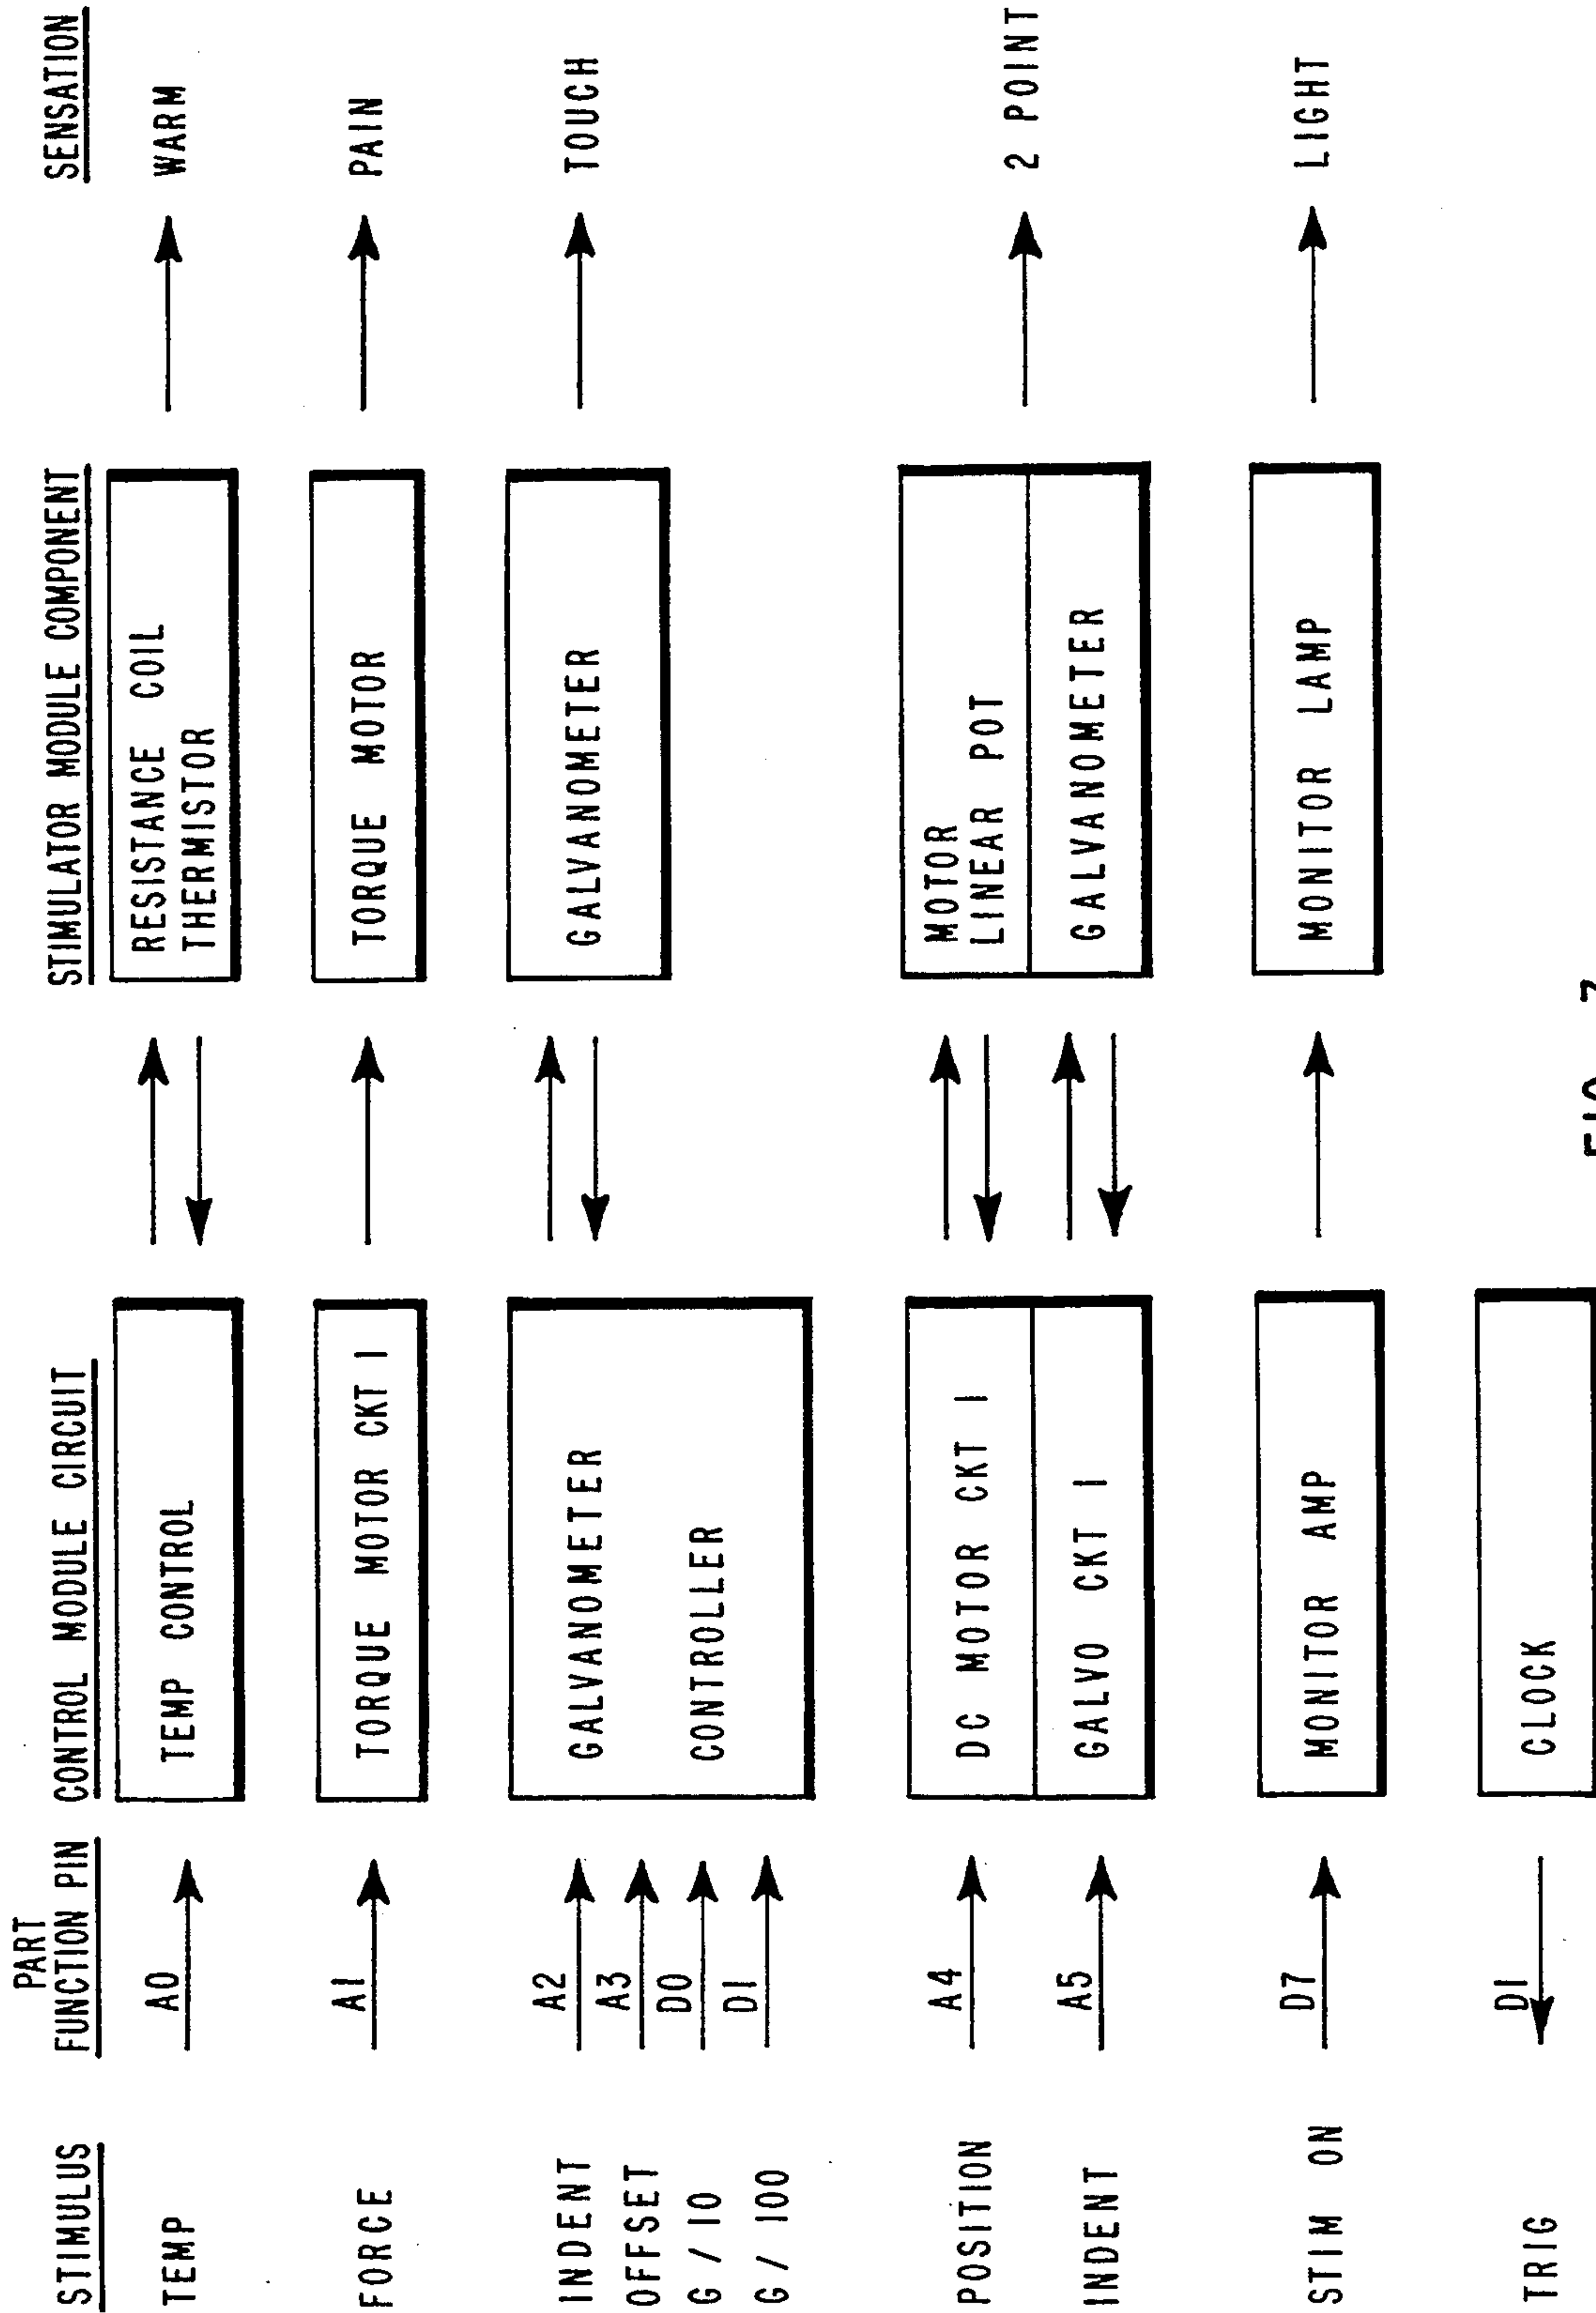 STIMULUS
PART
FUNCTION PIN
CONTROL MODULE CIRCUIT
STIMULATOR MODULE COMPONENT
SENSATION
TEMP
A0
TEMP CONTROL
RESISTANCE COIL
THERMISTOR
WARM
FORCE
A1
TORQUE MOTOR CKT 1
TORQUE MOTOR
PAIN
INDENT
OFFSET
G / 10
G / 100
A2
A3
D0
D1
GALVANOMETER
CONTROLLER
GALVANOMETER
TOUCH
POSITION
A4
DC MOTOR CKT 1
MOTOR
LINEAR POT
2 POINT
INDENT
A5
GALVO CKT 1
GALVANOMETER
STIM ON
D7
MONITOR AMP
MONITOR LAMP
LIGHT
TRIG
D1
CLOCK